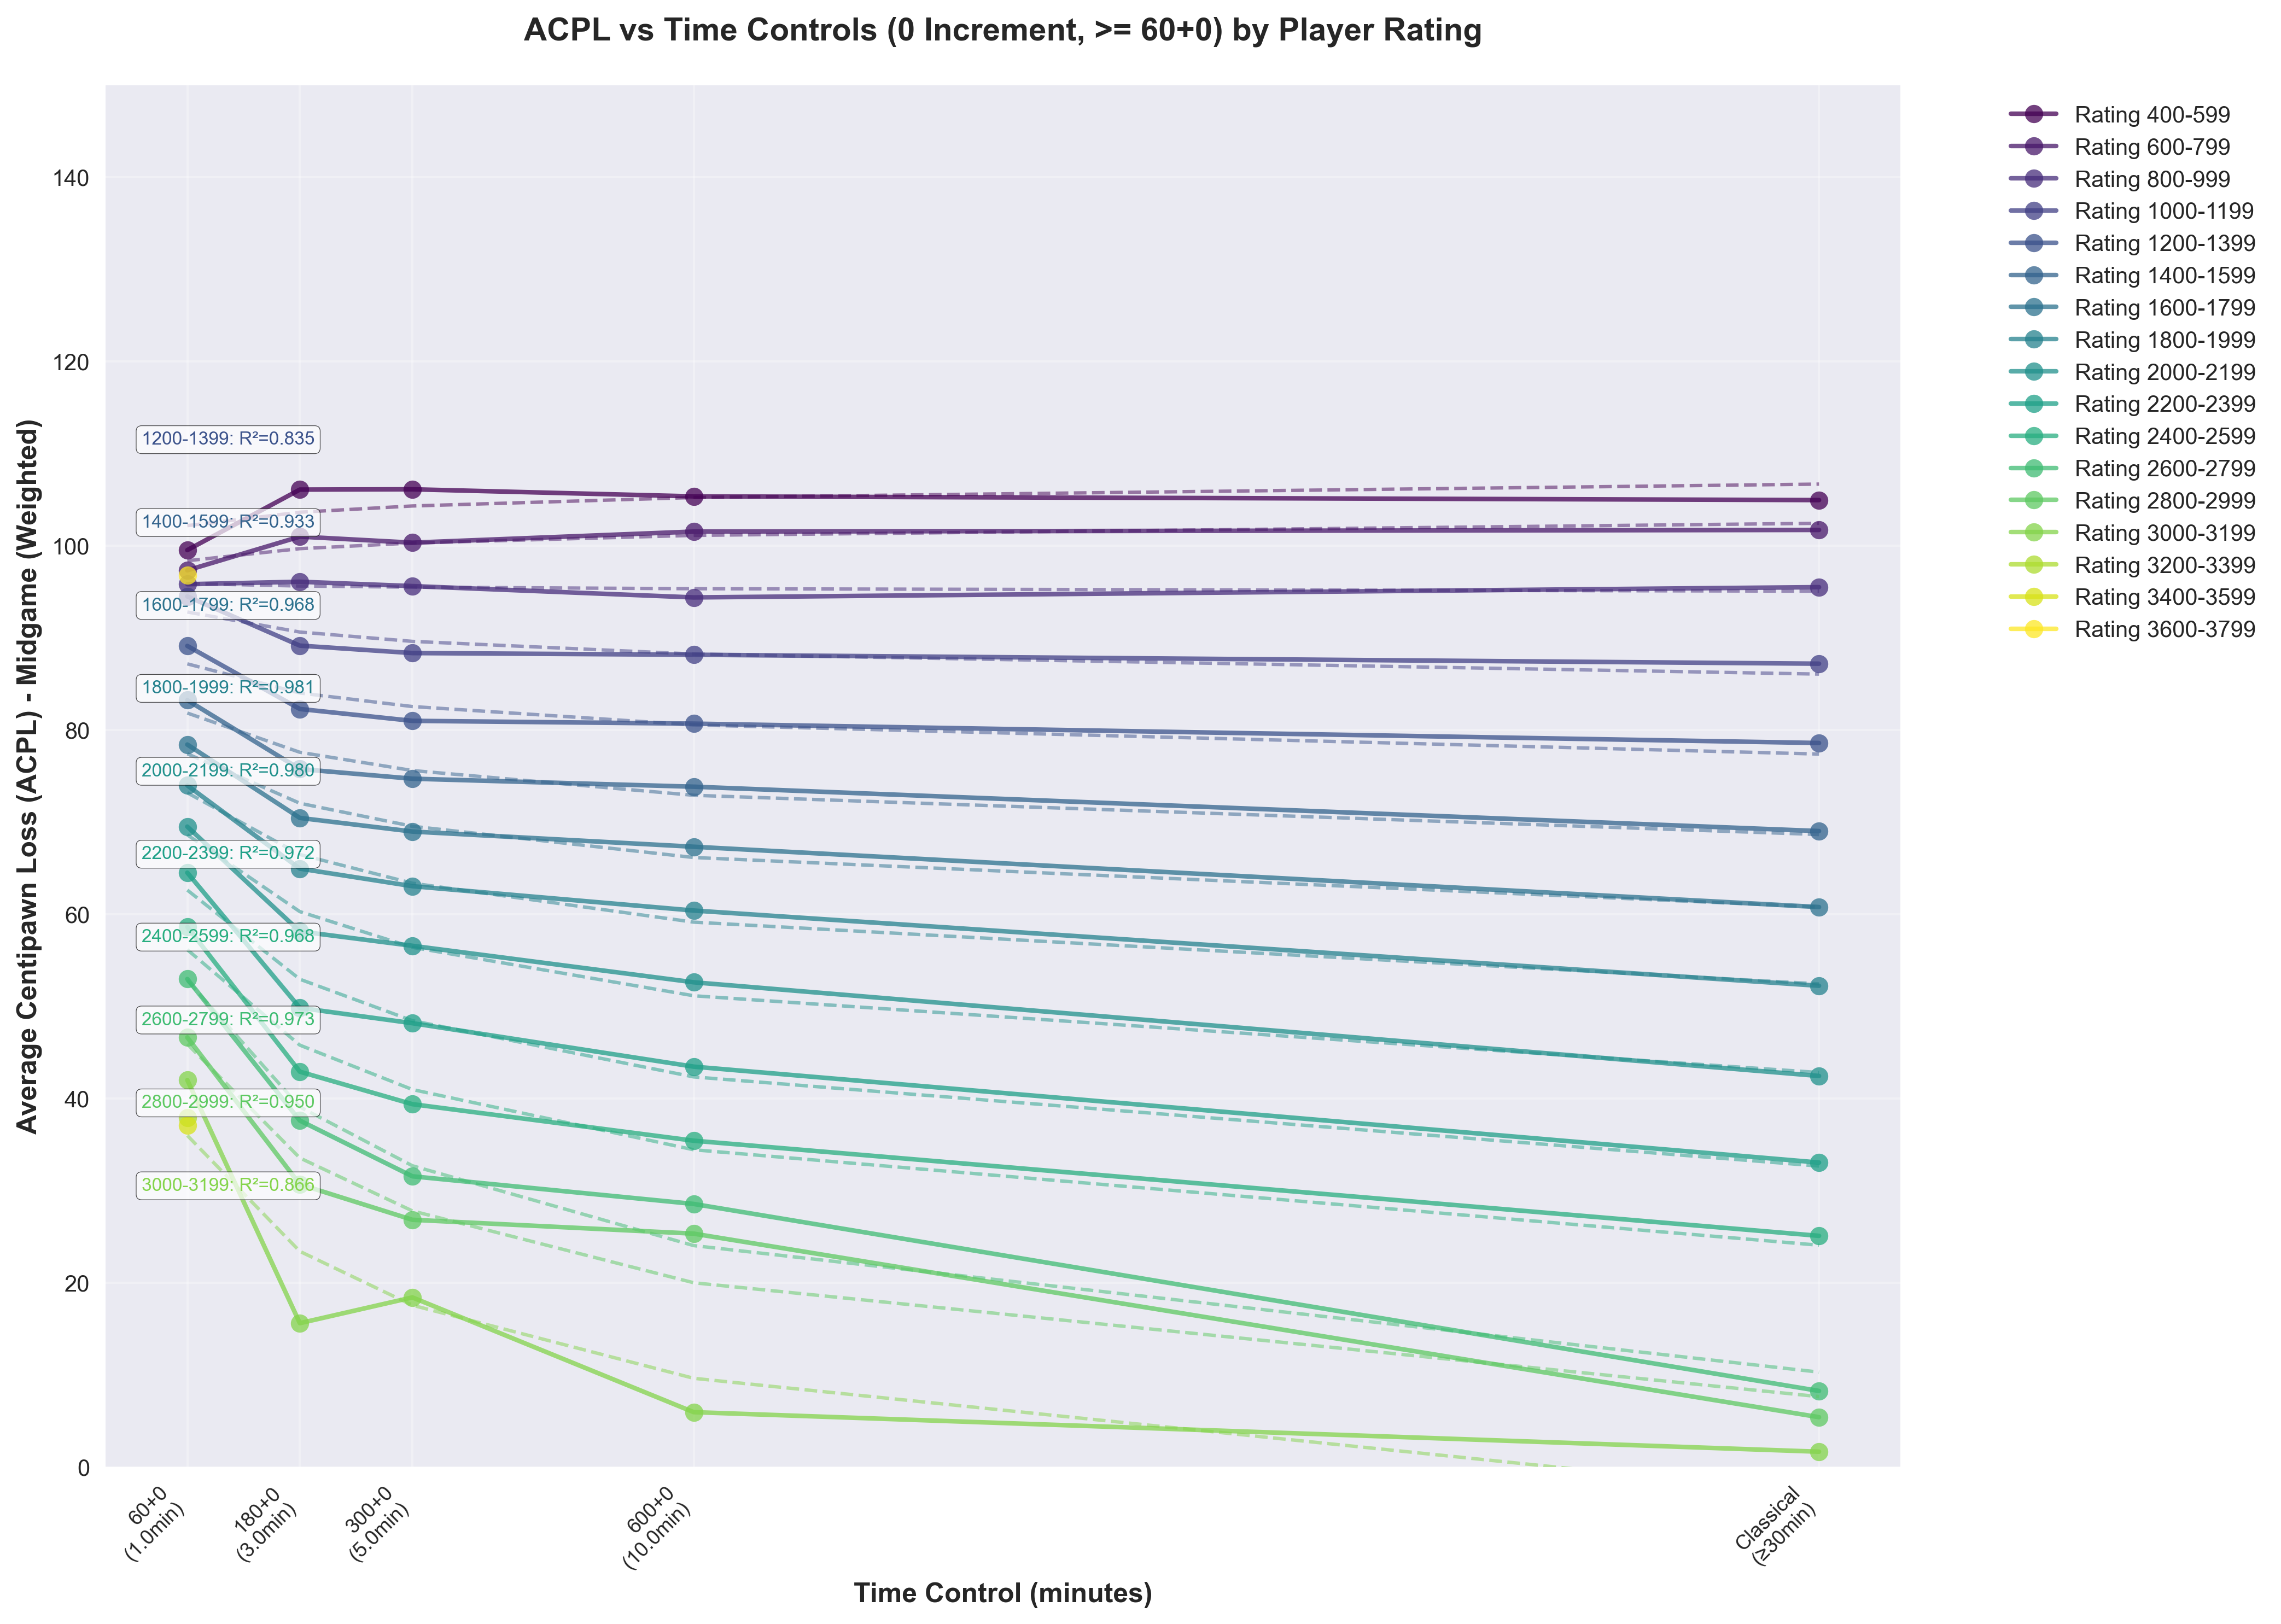 ACPL vs Time Controls (0 Increment, >= 60+0) by Player Rating
Average Centipawn Loss (ACPL) - Midgame (Weighted)
140
120
100
80
60
40
20
0
1200-1399: R²=0.835
1400-1599: R²=0.933
1600-1799: R²=0.968
1800-1999: R²=0.981
2000-2199: R²=0.980
2200-2399: R²=0.972
2400-2599: R²=0.968
2600-2799: R²=0.973
2800-2999: R²=0.950
3000-3199: R²=0.866
60+0
(1.0min)
180+0
(3.0min)
300+0
(5.0min)
600+0
(10.0min)
Classical
(≥30min)
Time Control (minutes)
Rating 400-599
Rating 600-799
Rating 800-999
Rating 1000-1199
Rating 1200-1399
Rating 1400-1599
Rating 1600-1799
Rating 1800-1999
Rating 2000-2199
Rating 2200-2399
Rating 2400-2599
Rating 2600-2799
Rating 2800-2999
Rating 3000-3199
Rating 3200-3399
Rating 3400-3599
Rating 3600-3799